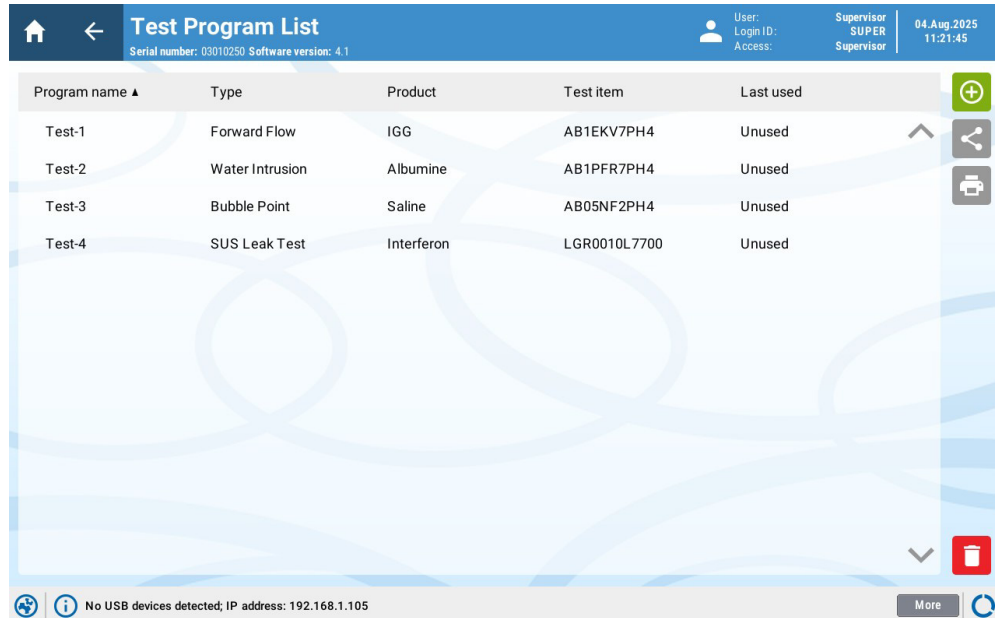 Test Program List
Serial number: 03010250 Software version: 4.1
User: Supervisor
Login ID: SUPER
Access: Supervisor
04.Aug.2025
11:21:45
Program name ▲ Type Product Test item Last used
Test-1 Forward Flow IGG AB1EKV7PH4 Unused
Test-2 Water Intrusion Albumine AB1PFR7PH4 Unused
Test-3 Bubble Point Saline AB05NF2PH4 Unused
Test-4 SUS Leak Test Interferon LGR0010L7700 Unused
No USB devices detected; IP address: 192.168.1.105
More